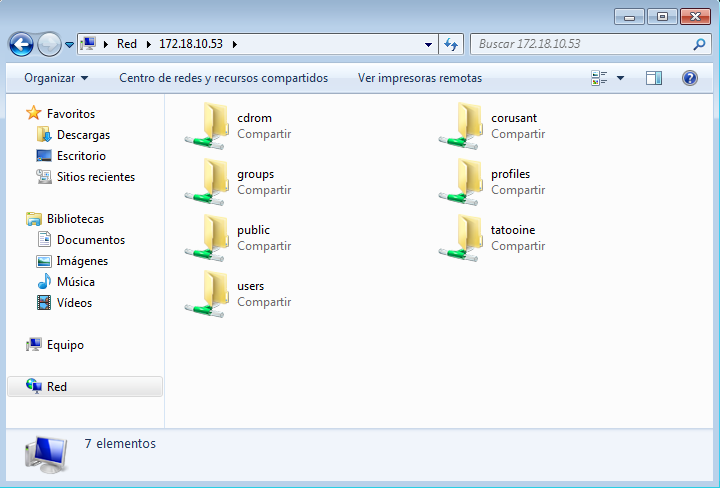 Red
172.18.10.53
Buscar 172.18.10.53
Organizar
Centro de redes y recursos compartidos
Ver impresoras remotas
Favoritos
Descargas
Escritorio
Sitios recientes
Bibliotecas
Documentos
Imágenes
Música
Vídeos
Equipo
Red
cdrom
Compartir
corusant
Compartir
groups
Compartir
profiles
Compartir
public
Compartir
tatooine
Compartir
users
Compartir
7 elementos